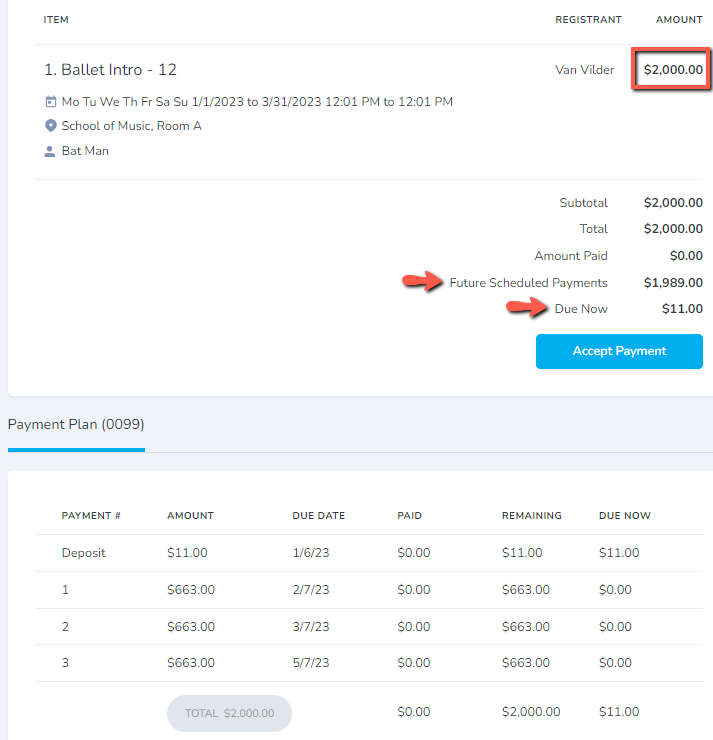 ITEM REGISTRANT AMOUNT
1. Ballet Intro - 12 Van Vilder $2,000.00
Mo Tu We Th Fr Sa Su 1/1/2023 to 3/31/2023 12:01 PM to 12:01 PM
School of Music, Room A
Bat Man
Subtotal $2,000.00
Total $2,000.00
Amount Paid $0.00
Future Scheduled Payments $1,989.00
Due Now $11.00
Accept Payment
Payment Plan (0099)
PAYMENT # AMOUNT DUE DATE PAID REMAINING DUE NOW
Deposit $11.00 1/6/23 $0.00 $11.00 $11.00
1 $663.00 2/7/23 $0.00 $663.00 $0.00
2 $663.00 3/7/23 $0.00 $663.00 $0.00
3 $663.00 5/7/23 $0.00 $663.00 $0.00
TOTAL $2,000.00 $0.00 $2,000.00 $11.00